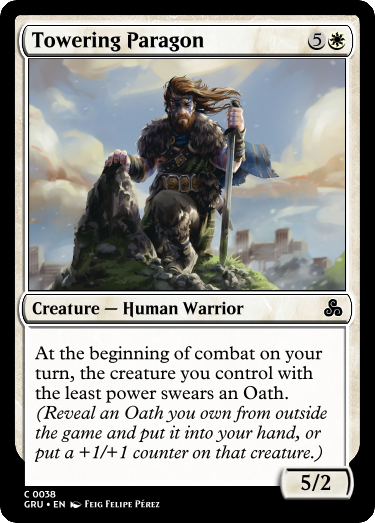 Towering Paragon 5
Creature — Human Warrior
At the beginning of combat on your
turn, the creature you control with
the least power swears an Oath.
(Reveal an Oath you own from outside
the game and put it into your hand, or
put a +1/+1 counter on that creature.)
5/2
C 0038
GRU • EN Feig Felipe Pérez